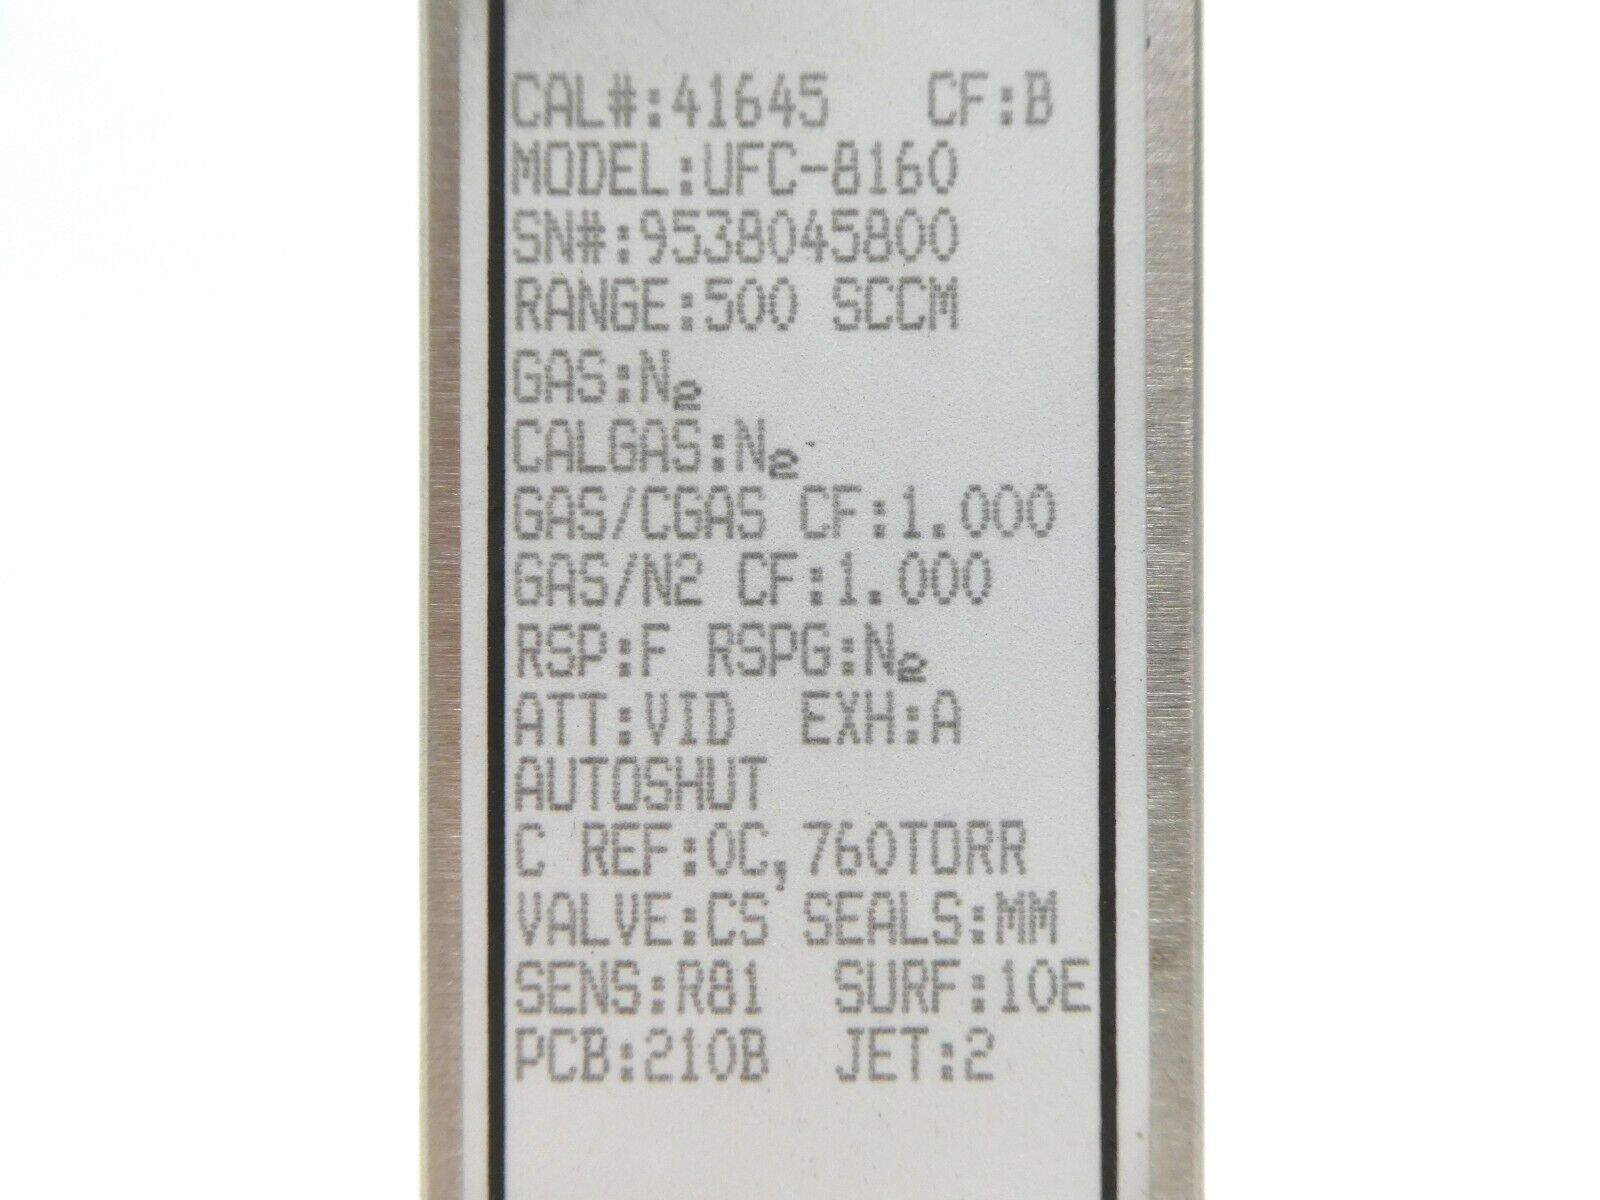 CAL#:41645 CF:B
MODEL:UFC-8160
SN#:9538045800
RANGE:500 SCCM
GAS:N₂
CALGAS:N₂
GAS/CGAS CF:1.000
GAS/N2 CF:1.000
RSP:F RSPG:N₂
ATT:VID EXH:A
AUTOSHUT
C REF:0C,760TORR
VALVE:CS SEALS:MM
SENS:R81 SURF:10E
PCB:210B JET:2